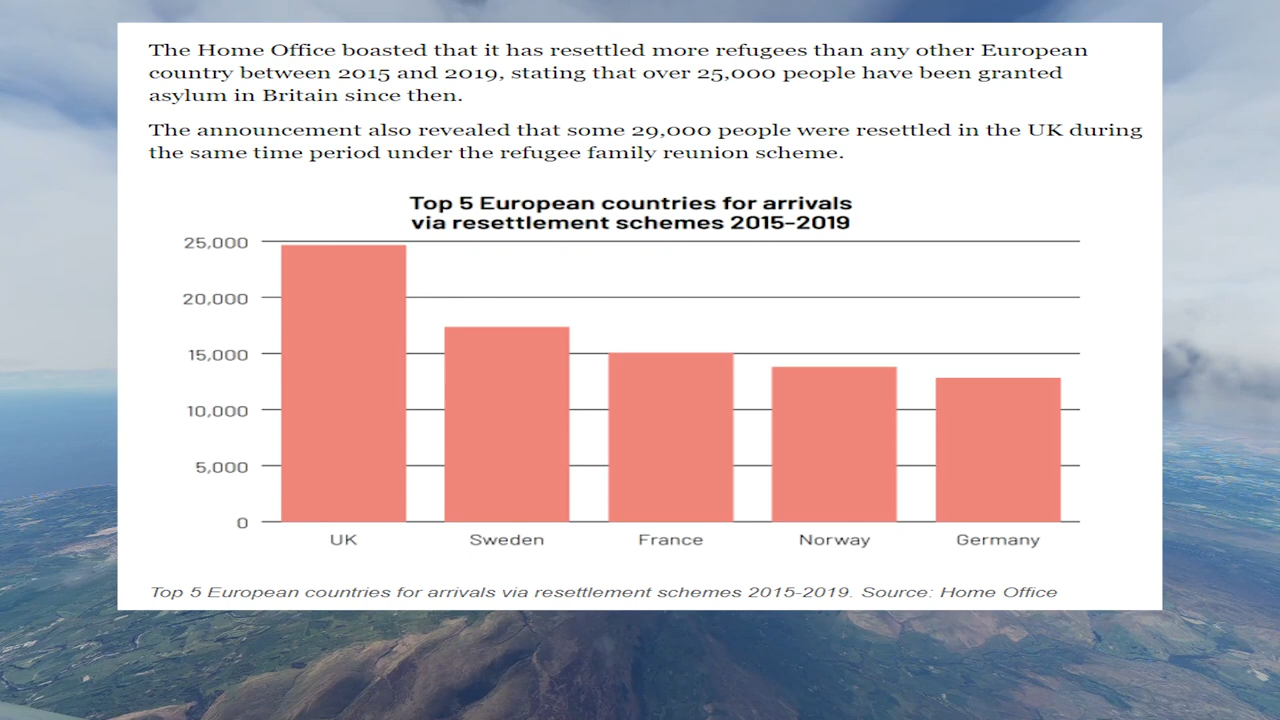 The Home Office boasted that it has resettled more refugees than any other European
country between 2015 and 2019, stating that over 25,000 people have been granted
asylum in Britain since then.
The announcement also revealed that some 29,000 people were resettled in the UK during
the same time period under the refugee family reunion scheme.
Top 5 European countries for arrivals
via resettlement schemes 2015-2019
25,000
20,000
15,000
10,000
5,000
0
UK Sweden France Norway Germany
Top 5 European countries for arrivals via resettlement schemes 2015-2019. Source: Home Office